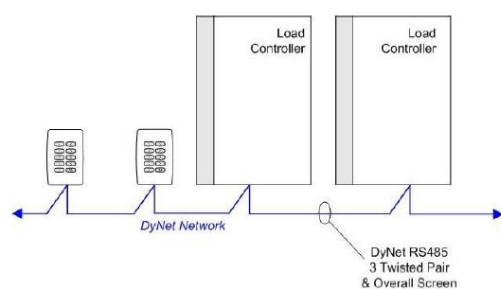 Load
Controller
Load
Controller
DyNet Network
DyNet RS485
3 Twisted Pair
& Overall Screen